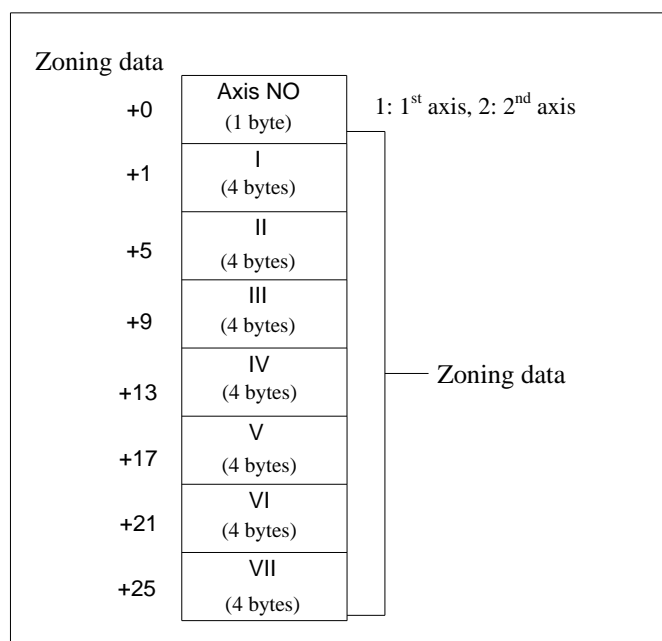 Zoning data
+0
Axis NO
(1 byte)
1: 1st axis, 2: 2nd axis
+1
I
(4 bytes)
+5
II
(4 bytes)
+9
III
(4 bytes)
+13
IV
(4 bytes)
Zoning data
+17
V
(4 bytes)
+21
VI
(4 bytes)
+25
VII
(4 bytes)